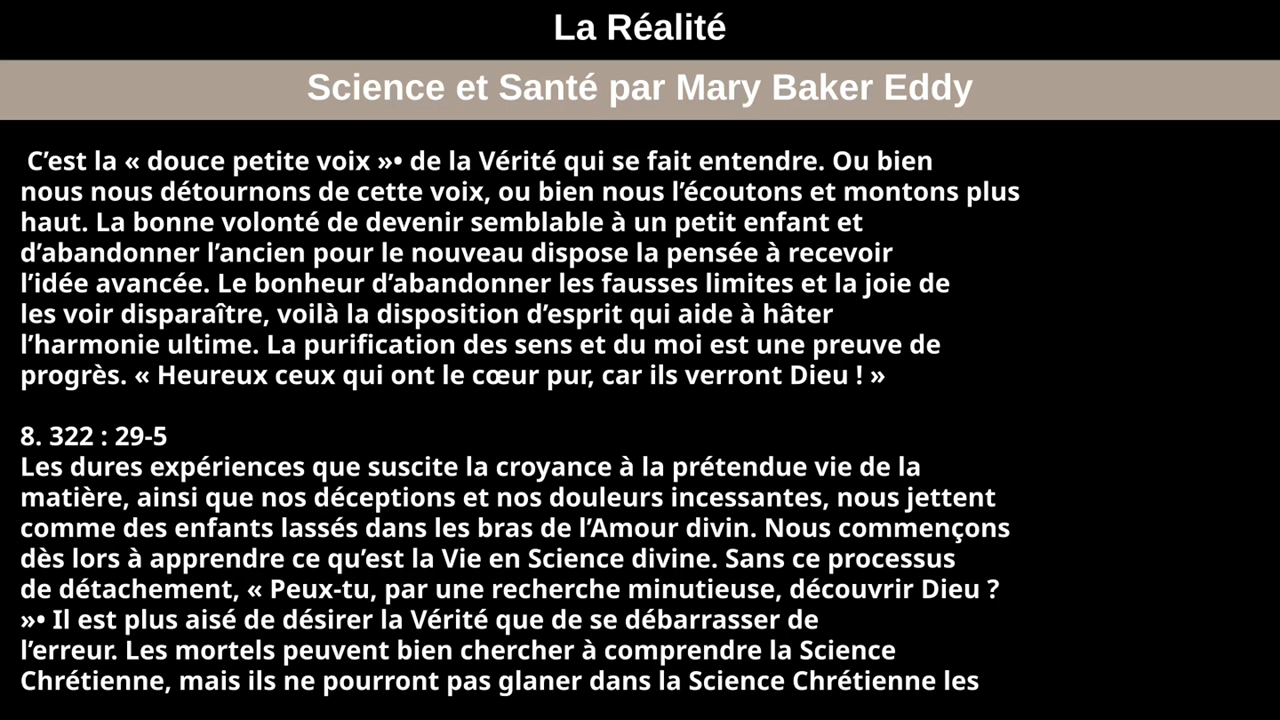 La Réalité
Science et Santé par Mary Baker Eddy
C’est la « douce petite voix »• de la Vérité qui se fait entendre. Ou bien
nous nous détournons de cette voix, ou bien nous l’écoutons et montons plus
haut. La bonne volonté de devenir semblable à un petit enfant et
d’abandonner l’ancien pour le nouveau dispose la pensée à recevoir
l’idée avancée. Le bonheur d’abandonner les fausses limites et la joie de
les voir disparaître, voilà la disposition d’esprit qui aide à hâter
l’harmonie ultime. La purification des sens et du moi est une preuve de
progrès. « Heureux ceux qui ont le cœur pur, car ils verront Dieu ! »
8. 322 : 29-5
Les dures expériences que suscite la croyance à la prétendue vie de la
matière, ainsi que nos déceptions et nos douleurs incessantes, nous jettent
comme des enfants lassés dans les bras de l’Amour divin. Nous commençons
dès lors à apprendre ce qu’est la Vie en Science divine. Sans ce processus
de détachement, « Peux-tu, par une recherche minutieuse, découvrir Dieu ?
»• Il est plus aisé de désirer la Vérité que de se débarrasser de
l’erreur. Les mortels peuvent bien chercher à comprendre la Science
Chrétienne, mais ils ne pourront pas glaner dans la Science Chrétienne les